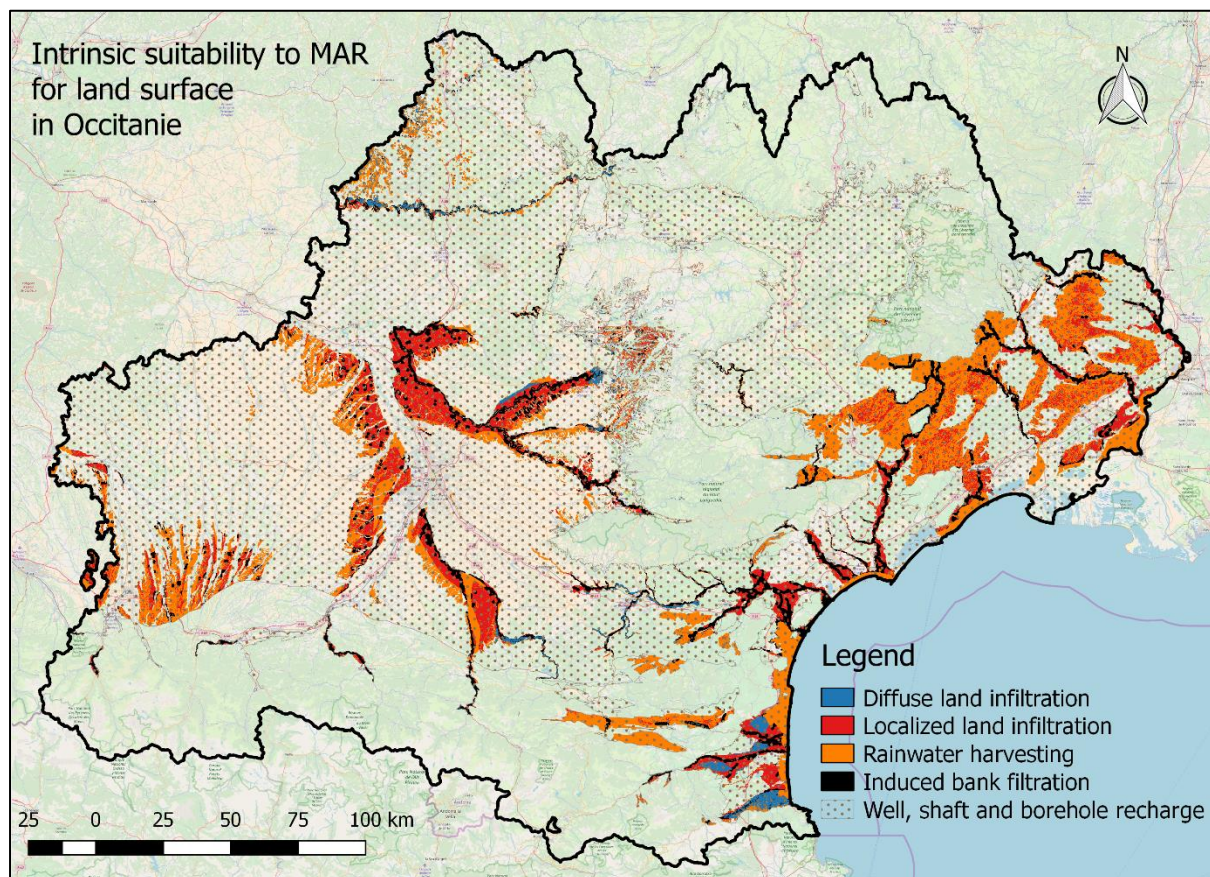 Intrinsic suitability to MAR
for land surface
in Occitanie
N
Legend
Diffuse land infiltration
Localized land infiltration
Rainwater harvesting
Induced bank filtration
Well, shaft and borehole recharge
25 0 25 50 75 100 km